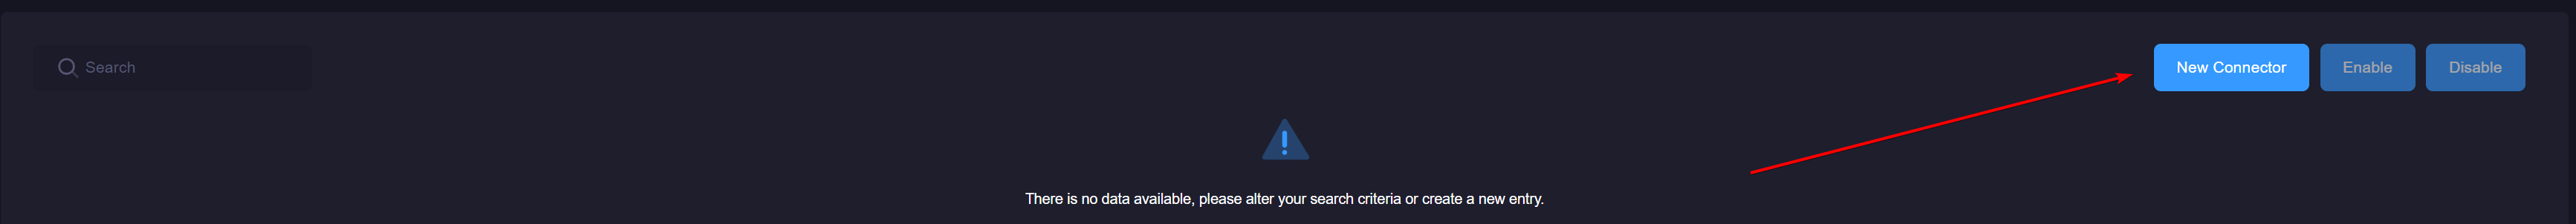 Search
New Connector
Enable
Disable
There is no data available, please alter your search criteria or create a new entry.